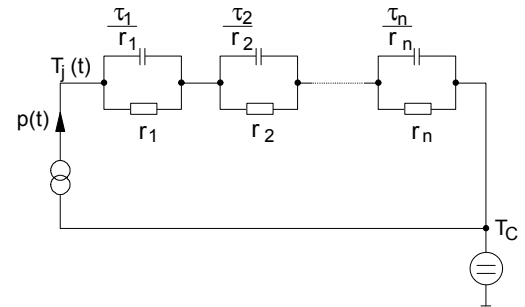 τ1 τ2 τn
r1 r2 rn
Tj (t)
p(t)
r1 r2 rn
TC